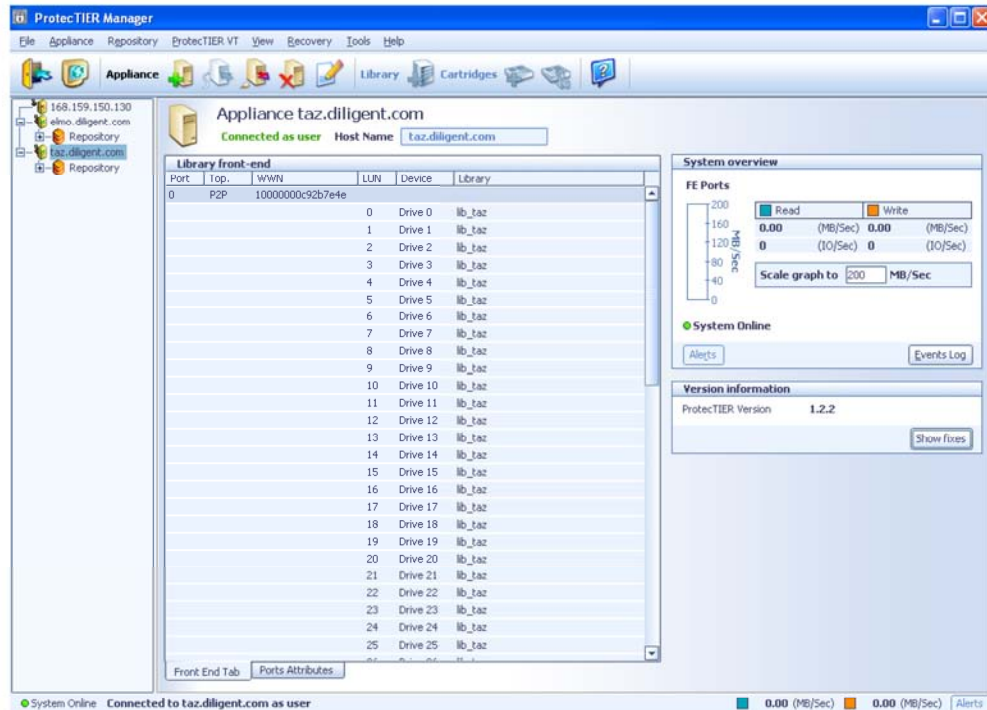 ProtecTIER Manager
File Appliance Repository ProtecTIER VT View Recovery Tools Help
Appliance Library Cartridges
168.159.150.130
elmo.diligent.com
Repository
taz.diligent.com
Repository
Appliance taz.diligent.com
Connected as user Host Name taz.diligent.com
Library front-end
Port Top. WWN LUN Device Library
0 P2P 10000000c92b7e4e
0 Drive 0 lib_taz
1 Drive 1 lib_taz
2 Drive 2 lib_taz
3 Drive 3 lib_taz
4 Drive 4 lib_taz
5 Drive 5 lib_taz
6 Drive 6 lib_taz
7 Drive 7 lib_taz
8 Drive 8 lib_taz
9 Drive 9 lib_taz
10 Drive 10 lib_taz
11 Drive 11 lib_taz
12 Drive 12 lib_taz
13 Drive 13 lib_taz
14 Drive 14 lib_taz
15 Drive 15 lib_taz
16 Drive 16 lib_taz
17 Drive 17 lib_taz
18 Drive 18 lib_taz
19 Drive 19 lib_taz
20 Drive 20 lib_taz
21 Drive 21 lib_taz
22 Drive 22 lib_taz
23 Drive 23 lib_taz
24 Drive 24 lib_taz
25 Drive 25 lib_taz
Front End Tab Ports Attributes
System overview
FE Ports
200
160
120
80
40
0
MB/Sec
Read Write
0.00 (MB/Sec) 0.00 (MB/Sec)
0 (IO/Sec) 0 (IO/Sec)
Scale graph to 200 MB/Sec
System Online
Alerts Events Log
Version information
ProtecTIER Version 1.2.2
Show fixes
System Online Connected to taz.diligent.com as user 0.00 (MB/Sec) 0.00 (MB/Sec) Alerts